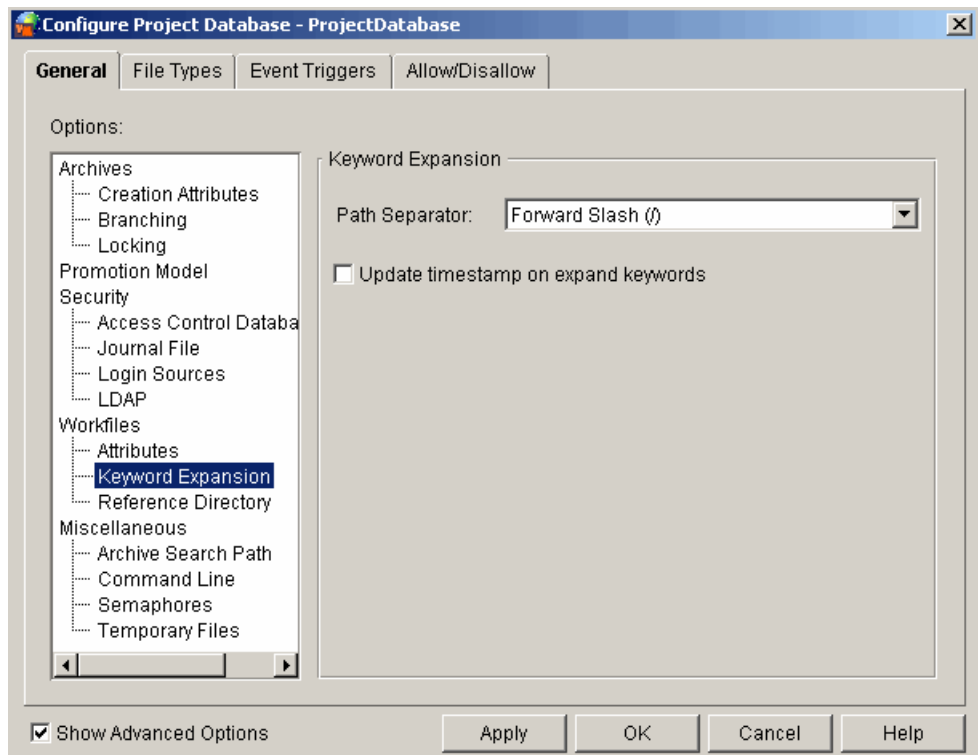 Configure Project Database - ProjectDatabase
General File Types Event Triggers Allow/Disallow
Options:
Archives
Creation Attributes
Branching
Locking
Promotion Model
Security
Access Control Databa
Journal File
Login Sources
LDAP
Workfiles
Attributes
Keyword Expansion
Reference Directory
Miscellaneous
Archive Search Path
Command Line
Semaphores
Temporary Files
Keyword Expansion
Path Separator: Forward Slash (/)
Update timestamp on expand keywords
Show Advanced Options Apply OK Cancel Help